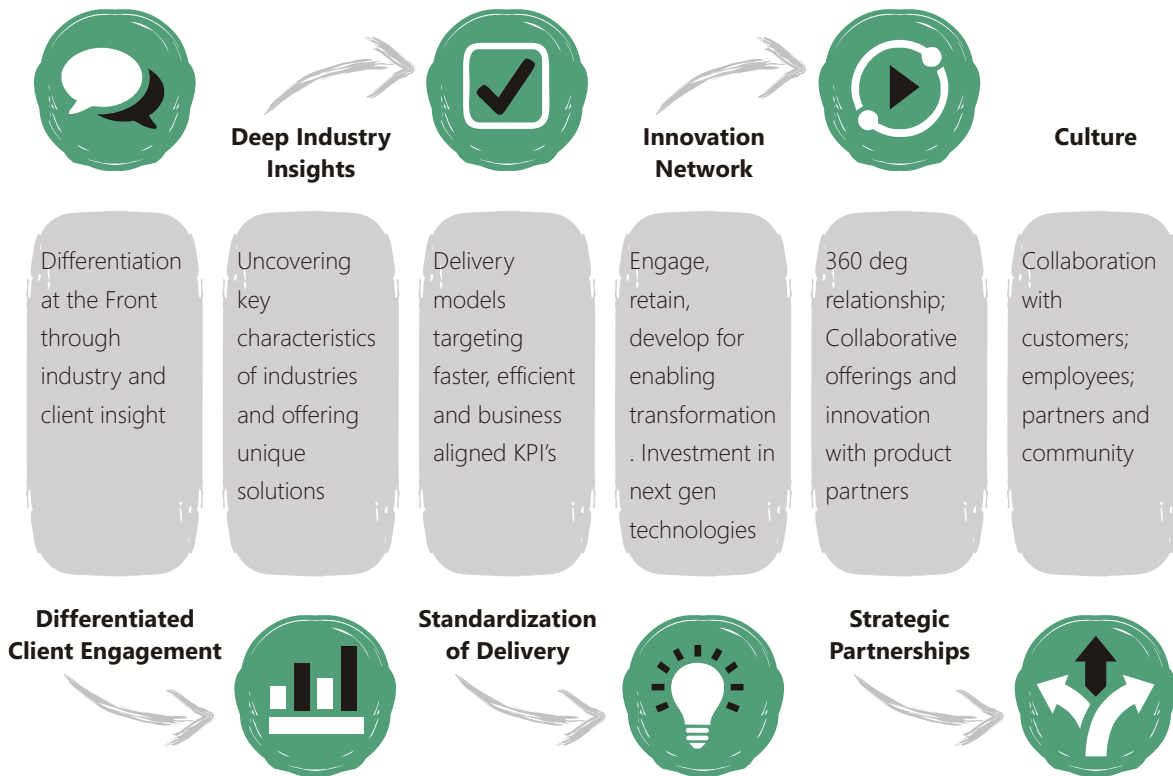 Deep Industry
Insights
Innovation
Network
Culture
Differentiation
at the Front
through
industry and
client insight
Uncovering
key
characteristics
of industries
and offering
unique
solutions
Delivery
models
targeting
faster, efficient
and business
aligned KPI's
Engage,
retain,
develop for
enabling
transformation
. Investment in
next gen
technologies
360 deg
relationship;
Collaborative
offerings and
innovation
with product
partners
Collaboration
with
customers;
employees;
partners and
community
Differentiated
Client Engagement
Standardization
of Delivery
Strategic
Partnerships